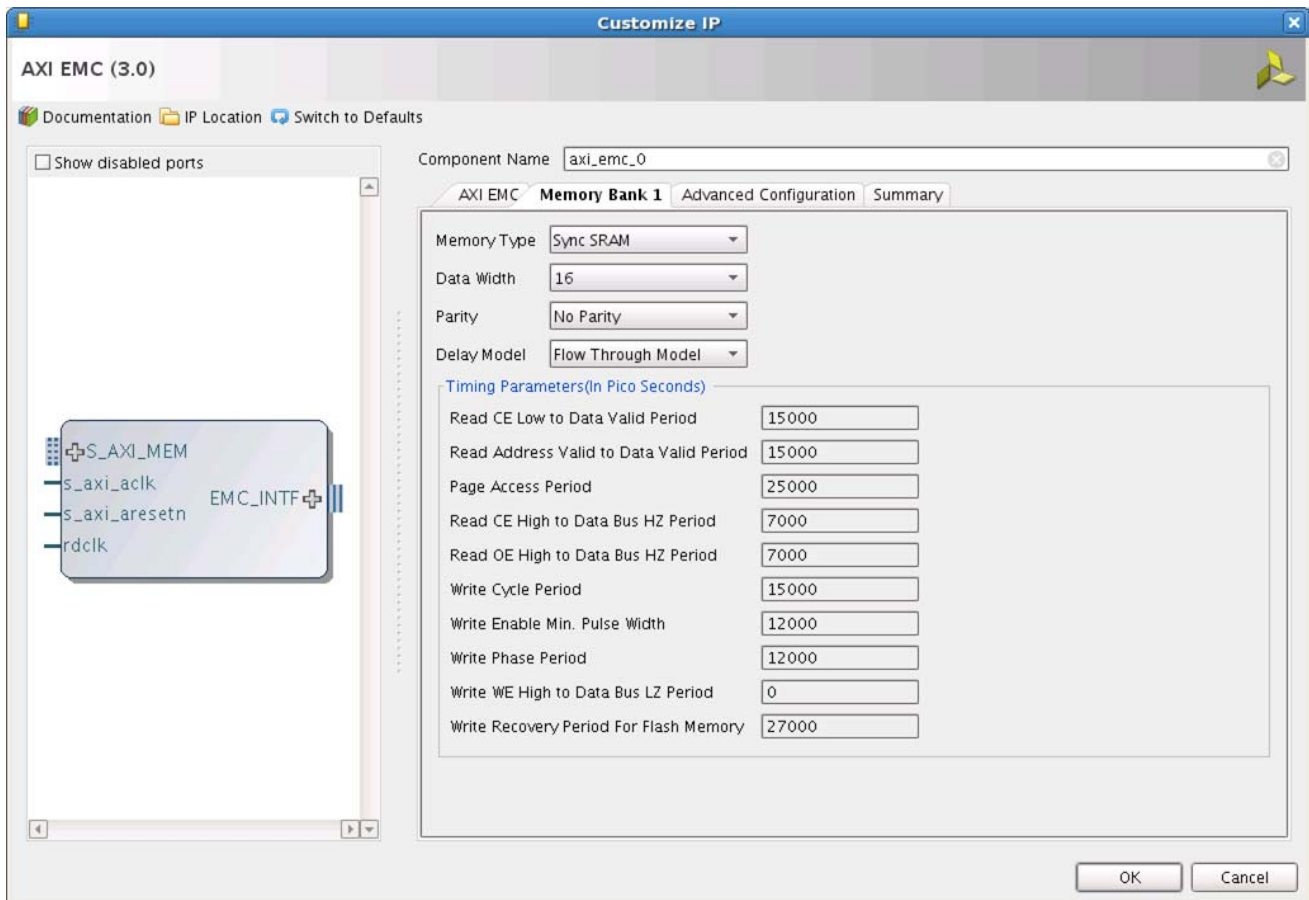 Customize IP
AXI EMC (3.0)
Documentation IP Location Switch to Defaults
Show disabled ports
S_AXI_MEM
s_axi_aclk
s_axi_aresetn
rdclk
EMC_INTF
Component Name axi_emc_0
AXI EMC Memory Bank 1 Advanced Configuration Summary
Memory Type Sync SRAM
Data Width 16
Parity No Parity
Delay Model Flow Through Model
Timing Parameters(In Pico Seconds)
Read CE Low to Data Valid Period 15000
Read Address Valid to Data Valid Period 15000
Page Access Period 25000
Read CE High to Data Bus HZ Period 7000
Read OE High to Data Bus HZ Period 7000
Write Cycle Period 15000
Write Enable Min. Pulse Width 12000
Write Phase Period 12000
Write WE High to Data Bus LZ Period 0
Write Recovery Period For Flash Memory 27000
OK Cancel